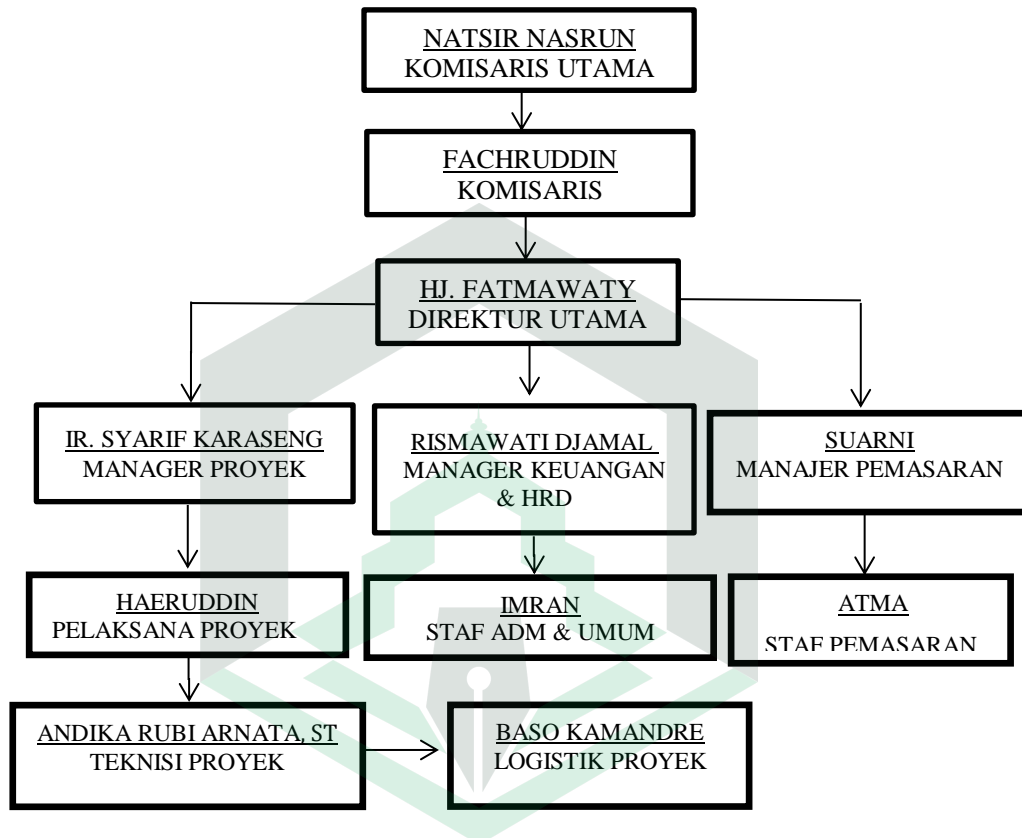 NATSIR NASRUN
KOMISARIS UTAMA
FACHRUDDIN
KOMISARIS
HJ. FATMAWATY
DIREKTUR UTAMA
IR. SYARIF KARASENG
MANAGER PROYEK
RISMAWATI DJAMAL
MANAGER KEUANGAN
& HRD
SUARNI
MANAJER PEMASARAN
HAERUDDIN
PELAKSANA PROYEK
IMRAN
STAF ADM & UMUM
ATMA
STAF PEMASARAN
ANDIKA RUBI ARNATA, ST
TEKNISI PROYEK
BASO KAMANDRE
LOGISTIK PROYEK